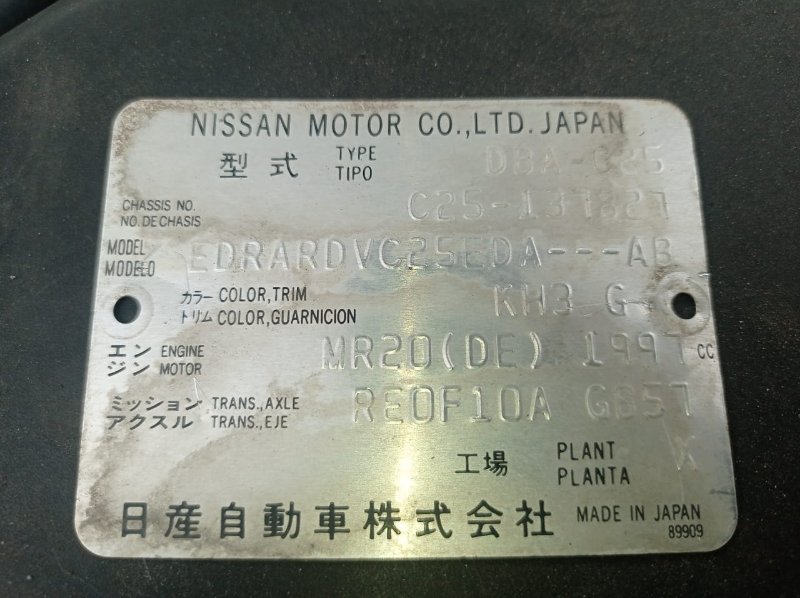 NISSAN MOTOR CO.,LTD. JAPAN
型式 TYPE TIPO DBA-C25
CHASSIS NO. NO. DE CHASIS
MODEL MODELO EDRARDVC25EDA---AB
カラー COLOR,TRIM トリム COLOR,GUARNICION KH3 G
エンジン ENGINE MOTOR MR20(DE) 1997 cc
ミッション TRANS.,AXLE アクスル TRANS.,EJE RE0F10A
工場 PLANT PLANTA
日産自動車株式会社 MADE IN JAPAN
89909